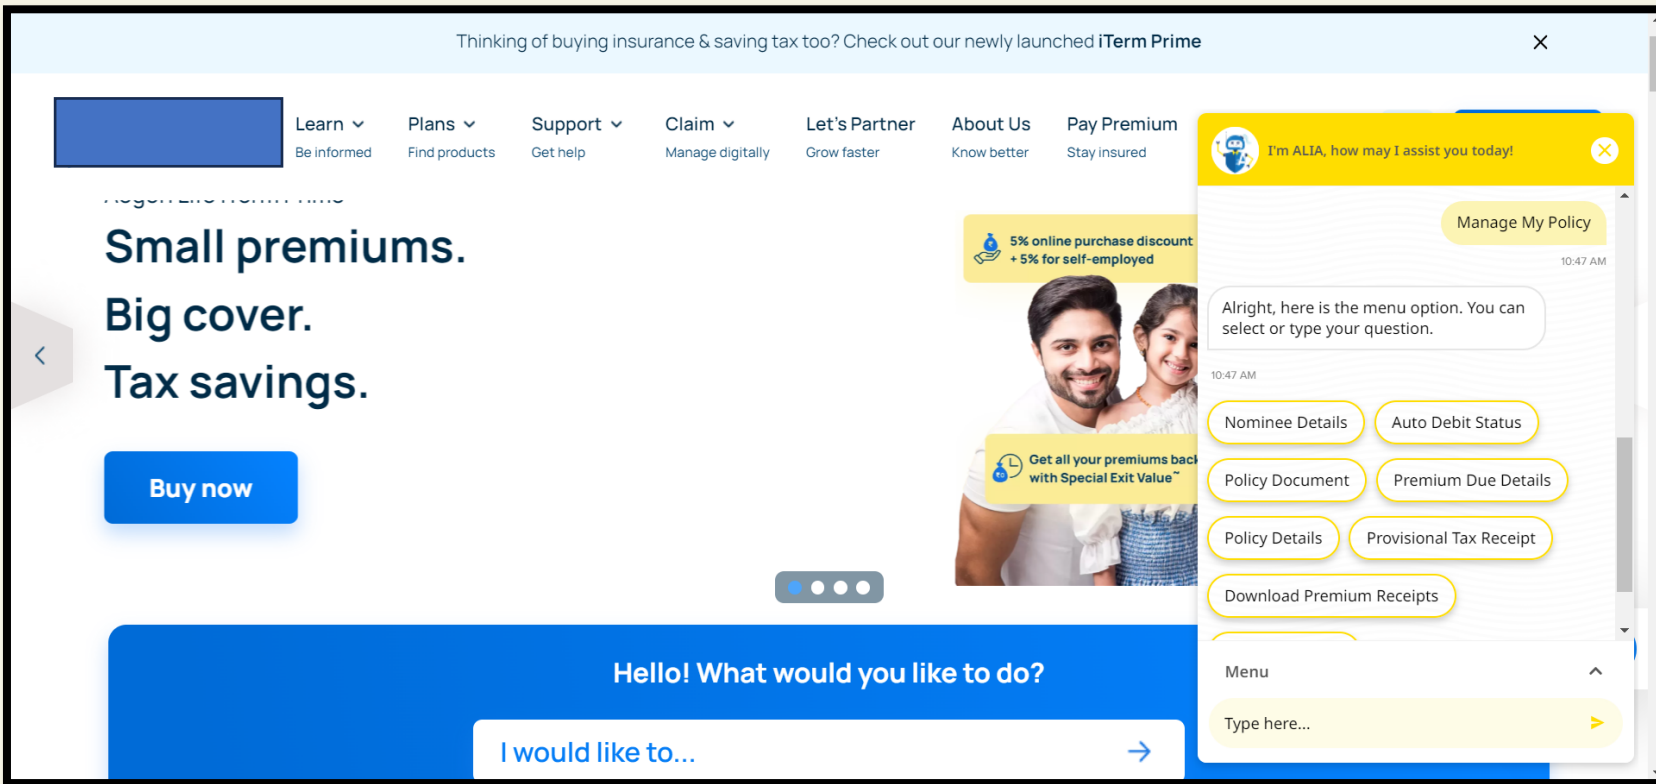 Thinking of buying insurance & saving tax too? Check out our newly launched iTerm Prime
Learn
Be informed
Plans
Find products
Support
Get help
Claim
Manage digitally
Let's Partner
Grow faster
About Us
Know better
Pay Premium
Stay insured
Small premiums.
Big cover.
Tax savings.
Buy now
5% online purchase discount
+ 5% for self-employed
Get all your premiums back
with Special Exit Value~
Hello! What would you like to do?
I would like to...
I'm ALIA, how may I assist you today!
Manage My Policy
10:47 AM
Alright, here is the menu option. You can
select or type your question.
10:47 AM
Nominee Details
Auto Debit Status
Policy Document
Premium Due Details
Policy Details
Provisional Tax Receipt
Download Premium Receipts
Menu
Type here...